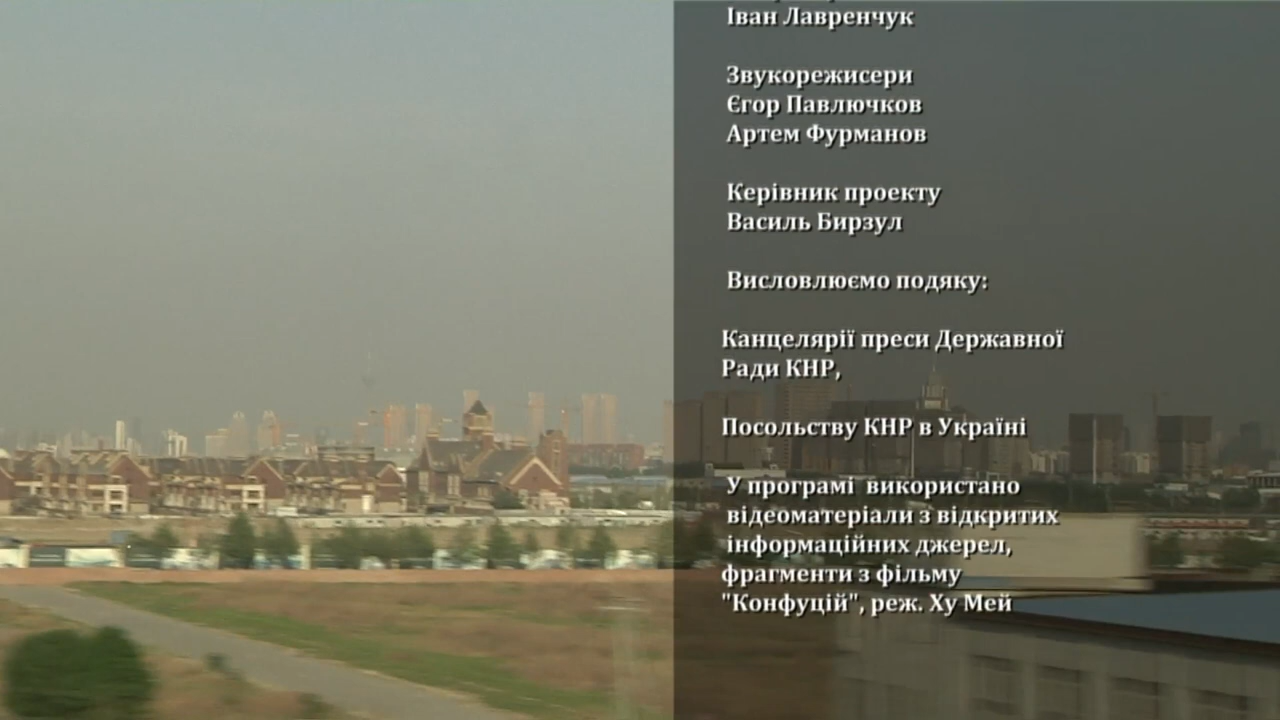 Іван Лавренчук
Звукорежисери
Єгор Павлючков
Артем Фурманов
Керівник проекту
Василь Бирзул
Висловлюємо подяку:
Канцелярії преси Державної
Ради КНР,
Посольству КНР в Україні
У програмі використано
відеоматеріали з відкритих
інформаційних джерел,
фрагменти з фільму
"Конфуцій", реж. Ху Мей